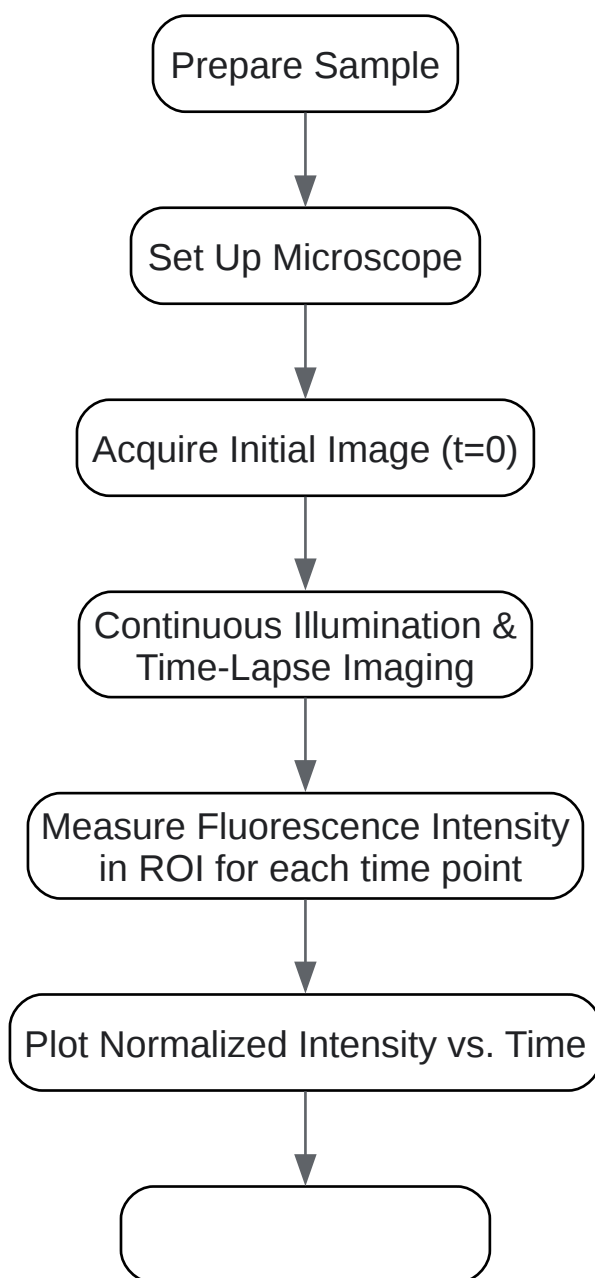 Prepare Sample
Set Up Microscope
Acquire Initial Image (t=0)
Continuous Illumination &
Time-Lapse Imaging
Measure Fluorescence Intensity
in ROI for each time point
Plot Normalized Intensity vs. Time